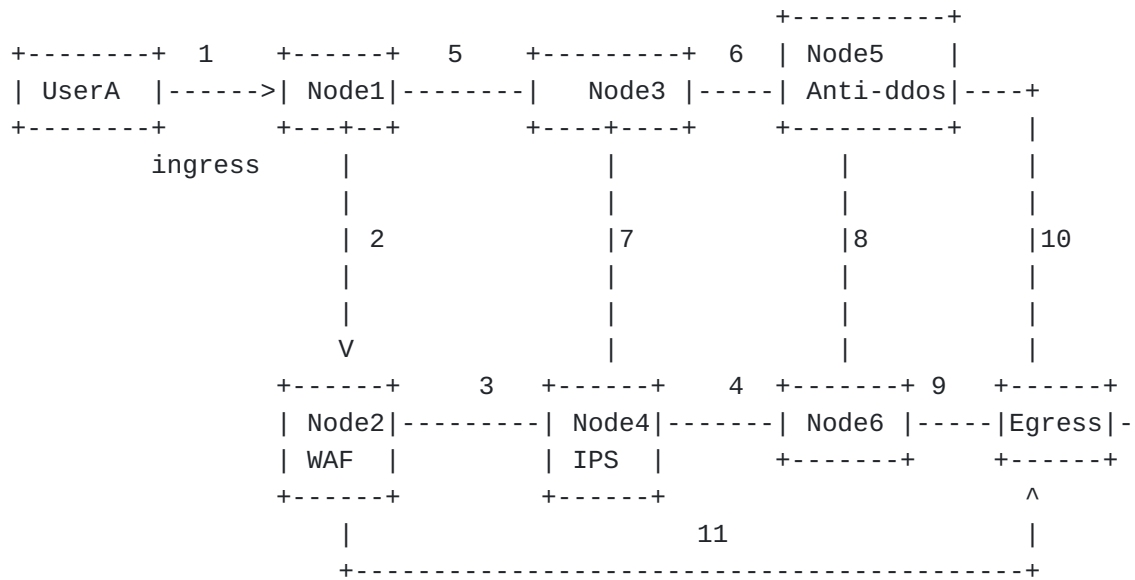 1 5 6 Node5
UserA Node1 Node3 Anti-ddos
ingress
2 7 8 10
3 4 9
Node2 Node4 Node6 Egress
WAF IPS
11